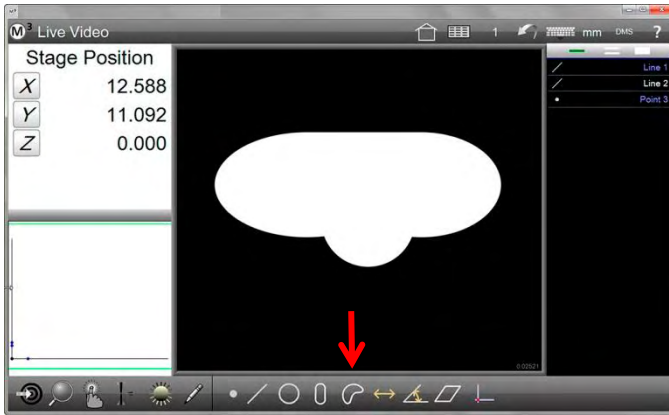 M³ Live Video
1 mm DMS ?
Stage Position
X 12.588
Y 11.092
Z 0.000
Line 1
Line 2
Point 3
0.02521